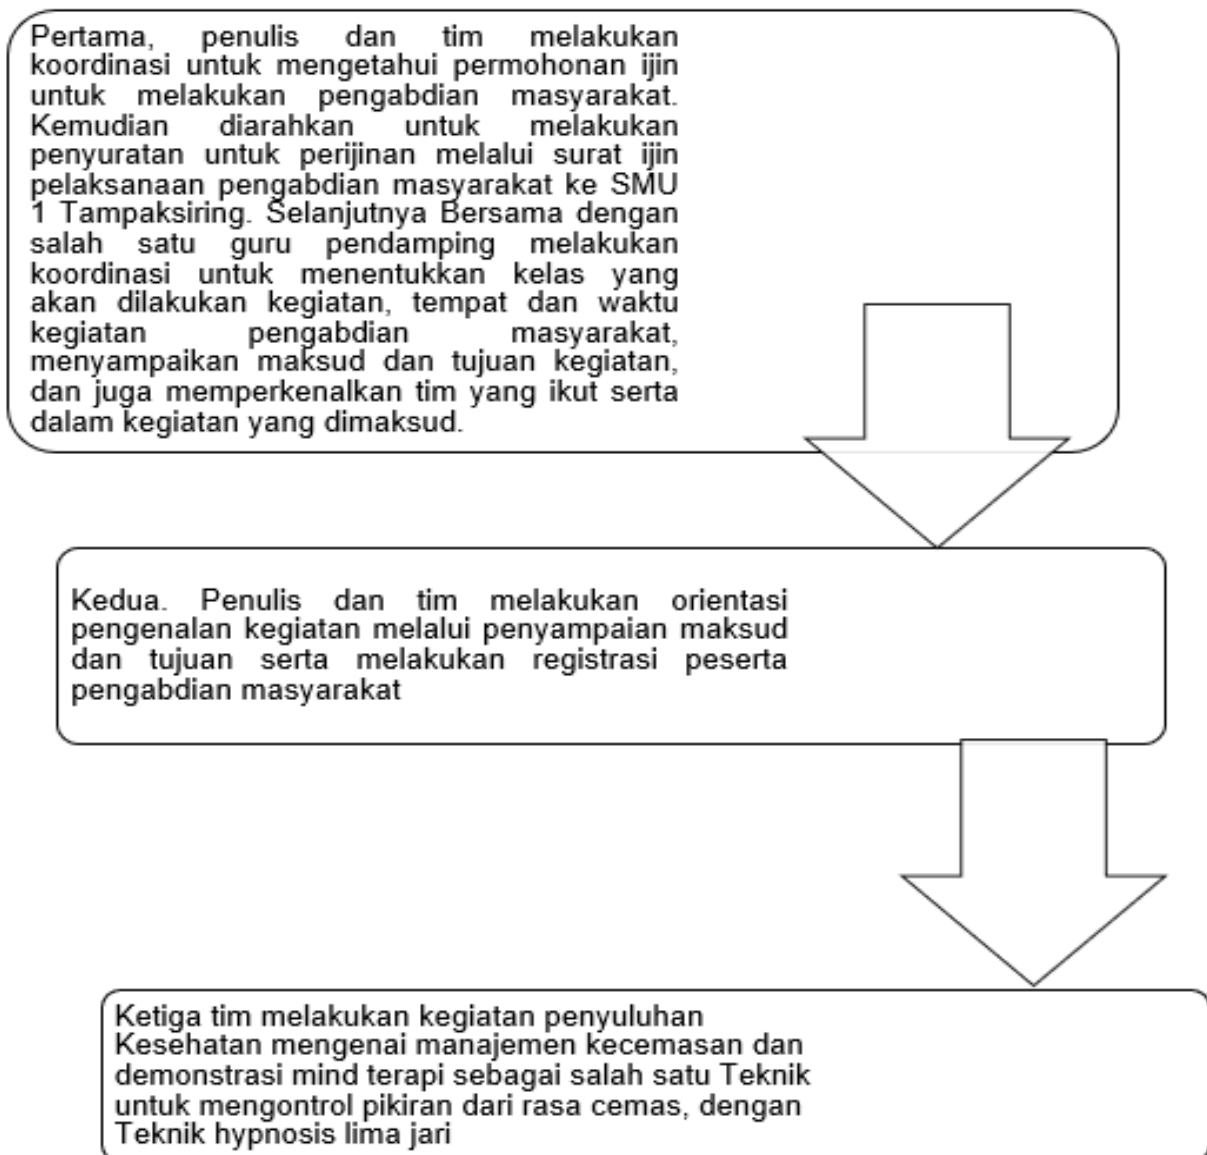 Pertama, penulis dan tim melakukan
koordinasi untuk mengetahui permohonan ijin
untuk melakukan pengabdian masyarakat.
Kemudian diarahkan untuk melakukan
penyuratan untuk perijinan melalui surat ijin
pelaksanaan pengabdian masyarakat ke SMU
1 Tampaksiring. Selanjutnya Bersama dengan
salah satu guru pendamping melakukan
koordinasi untuk menentukkan kelas yang
akan dilakukan kegiatan, tempat dan waktu
kegiatan pengabdian masyarakat,
menyampaikan maksud dan tujuan kegiatan,
dan juga memperkenalkan tim yang ikut serta
dalam kegiatan yang dimaksud.
Kedua. Penulis dan tim melakukan orientasi
pengenalan kegiatan melalui penyampaian maksud
dan tujuan serta melakukan registrasi peserta
pengabdian masyarakat
Ketiga tim melakukan kegiatan penyuluhan
Kesehatan mengenai manajemen kecemasan dan
demonstrasi mind terapi sebagai salah satu Teknik
untuk mengontrol pikiran dari rasa cemas, dengan
Teknik hypnosis lima jari